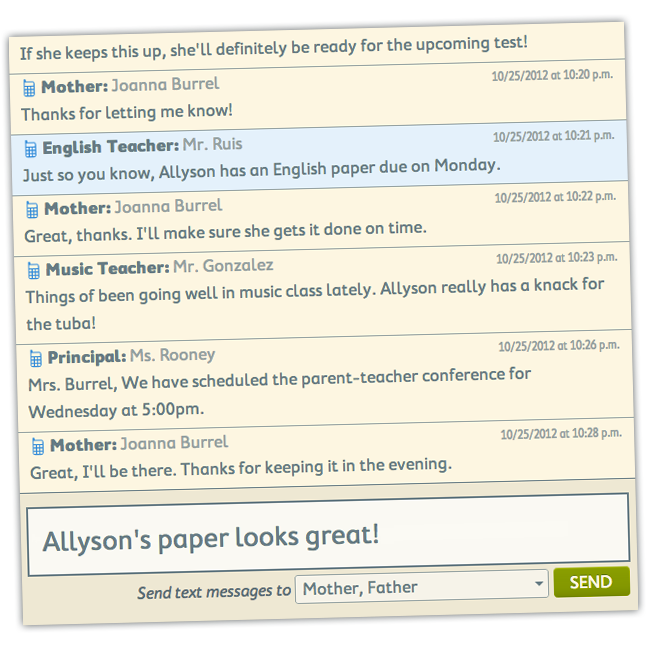 If she keeps this up, she'll definitely be ready for the upcoming test!
Mother: Joanna Burrel 10/25/2012 at 10:20 p.m.
Thanks for letting me know!
English Teacher: Mr. Ruis 10/25/2012 at 10:21 p.m.
Just so you know, Allyson has an English paper due on Monday.
Mother: Joanna Burrel 10/25/2012 at 10:22 p.m.
Great, thanks. I'll make sure she gets it done on time.
Music Teacher: Mr. Gonzalez 10/25/2012 at 10:23 p.m.
Things of been going well in music class lately. Allyson really has a knack for
the tuba!
Principal: Ms. Rooney 10/25/2012 at 10:26 p.m.
Mrs. Burrel, We have scheduled the parent-teacher conference for
Wednesday at 5:00pm.
Mother: Joanna Burrel 10/25/2012 at 10:28 p.m.
Great, I'll be there. Thanks for keeping it in the evening.
Allyson's paper looks great!
Send text messages to Mother, Father SEND